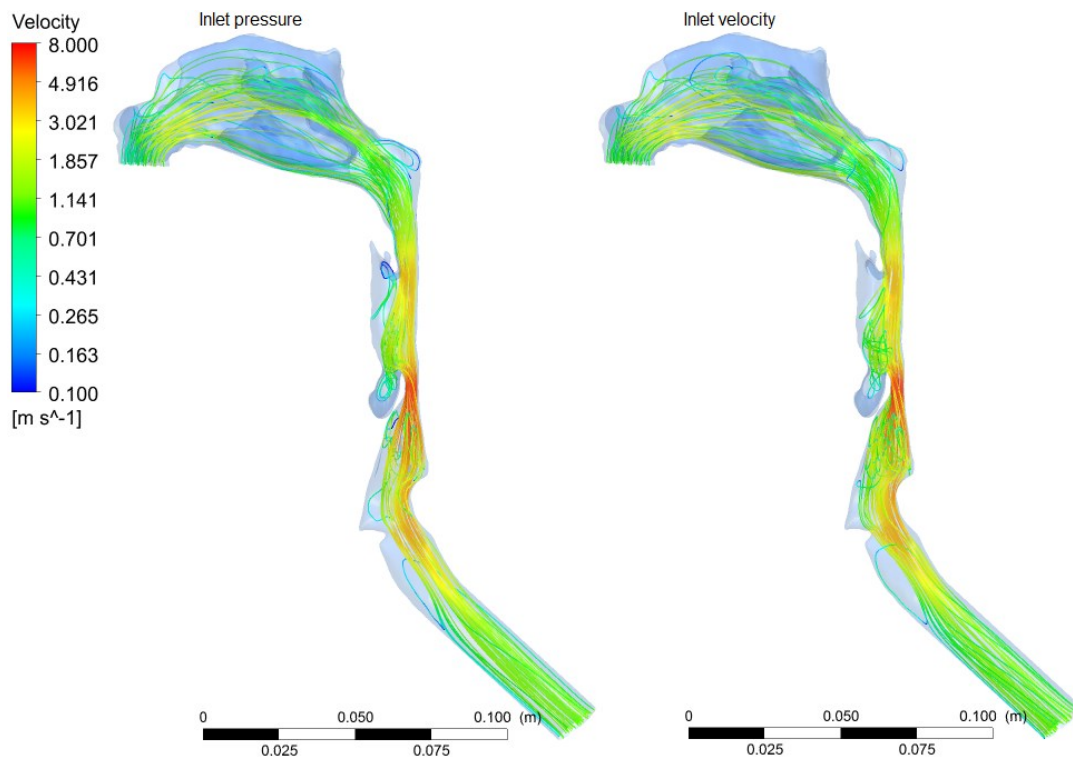 Velocity
8.000
4.916
3.021
1.857
1.141
0.701
0.431
0.265
0.163
0.100
[m s^-1]
Inlet pressure
Inlet velocity
0 0.050 0.100 (m)
0.025 0.075
0 0.050 0.100 (m)
0.025 0.075